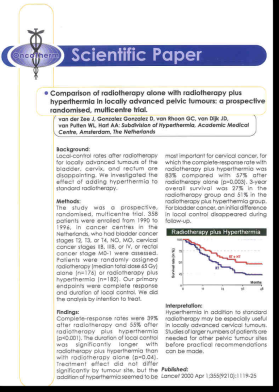 Oncotherm
Scientific Paper
Comparison of radiotherapy alone with radiotherapy plus
hyperthermia in locally advanced pelvic tumours: a prospective
randomised, multicentre trial.
van der Zee J, Gonzalez Gonzalez D, van Rhoon GC, van Dijk JD,
van Putten WL, Hart AA: Subdivision of Hyperthermia, Academic Medical
Centre, Amsterdam, The Netherlands
Background:
Local-control rates after radiotherapy
for locally advanced tumours of the
bladder, cervix, and rectum are
disappointing. We investigated the
effect of adding hyperthermia to
standard radiotherapy.
Methods:
The study was a prospective,
randomised, multicentre trial. 358
patients were enrolled from 1990 to
1996, in cancer centres in the
Netherlands, who had bladder cancer
stages T2, T3, or T4, N0, M0, cervical
cancer stages IIB, IIIB, or IV, or rectal
cancer stage M0-1 were assessed.
Patients were randomly assigned
radiotherapy (median total dose 65 Gy)
alone (n=176) or radiotherapy plus
hyperthermia (n=182). Our primary
endpoints were complete response
and duration of local control. We did
the analysis by intention to treat.
Findings:
Complete-response rates were 39%
after radiotherapy and 55% after
radiotherapy plus hyperthermia
(p<0.001). The duration of local control
was significantly longer with
radiotherapy plus hyperthermia than
with radiotherapy alone (p=0.04).
Treatment effect did not differ
significantly by tumour site, but the
addition of hyperthermia seemed to be
most important for cervical cancer, for
which the complete-response rate with
radiotherapy plus hyperthermia was
83% compared with 57% after
radiotherapy alone (p=0.003). 3-year
overall survival was 27% in the
radiotherapy group and 51% in the
radiotherapy plus hyperthermia group.
For bladder cancer, an initial difference
in local control disappeared during
follow-up.
Radiotherapy plus Hyperthermia
Months
Interpretation:
Hyperthermia in addition to standard
radiotherapy may be especially useful
in locally advanced cervical tumours.
Studies of larger numbers of patients are
needed for other pelvic tumour sites
before practical recommendations
can be made.
Published:
Lancet 2000 Apr 1;355(9210):1119-25